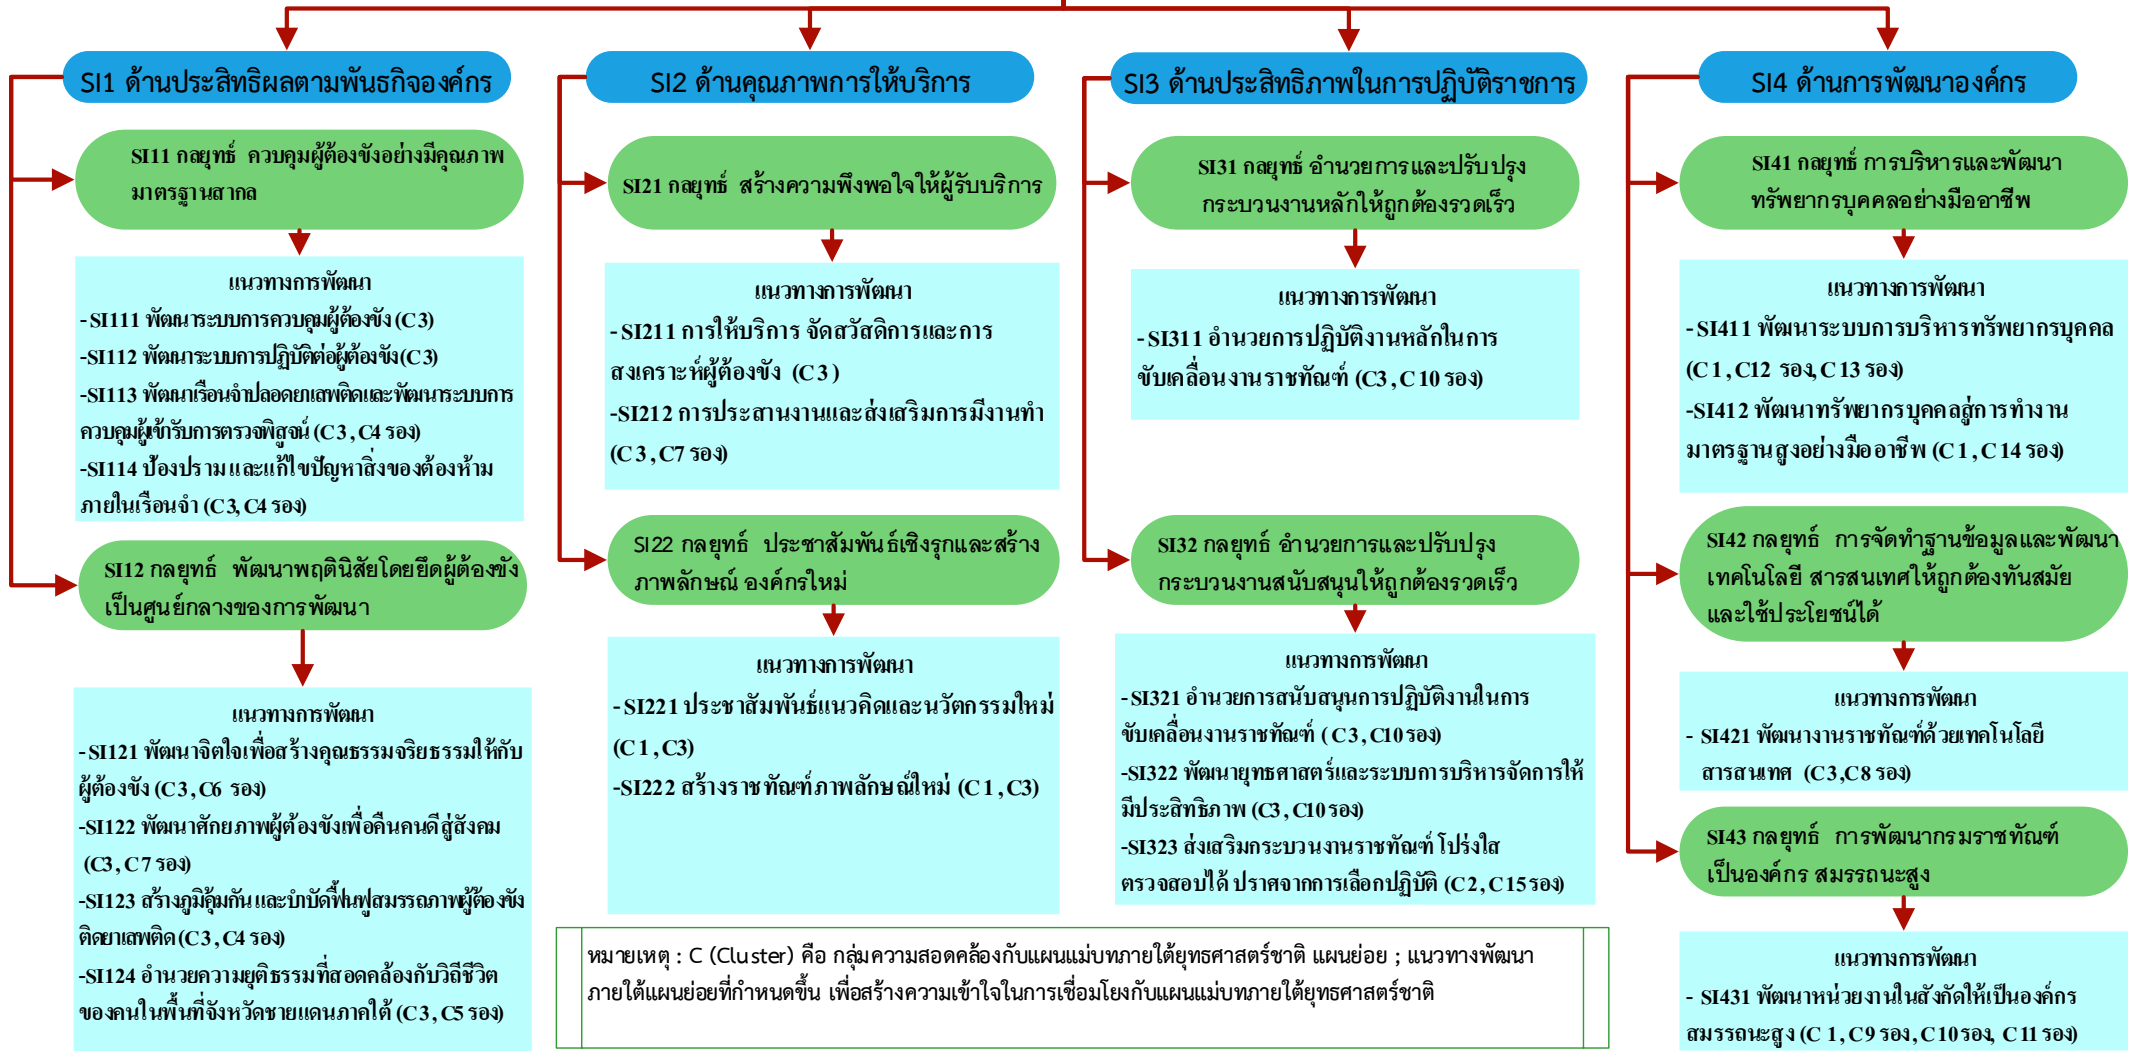 SI1 ด้านประสิทธิผลตามพันธกิจองค์กร
SI11 กลยุทธ์ ควบคุมผู้ต้องขังอย่างมีคุณภาพ
มาตรฐานสากล
แนวทางการพัฒนา
-SI111 พัฒนาระบบการควบคุมผู้ต้องขัง (C3)
-SI112 พัฒนาระบบการปฏิบัติต่อผู้ต้องขัง(C3)
-SI113 พัฒนาเรือนจำปลอดยาเสพติดและพัฒนาระบบการ
ควบคุมผู้เข้ารับการตรวจพิสูจน์ (C3, C4 รอง)
-SI114 ป้องปราม และแก้ไขปัญหาสิ่งของต้องห้าม
ภายในเรือนจำ (C3, C4 รอง)
SI12 กลยุทธ์ พัฒนาพฤตินิสัยโดยยึดผู้ต้องขัง
เป็นศูนย์กลางของการพัฒนา
แนวทางการพัฒนา
-SI121 พัฒนาจิตใจเพื่อสร้างคุณธรรมจริยธรรมให้กับ
ผู้ต้องขัง (C3, C6 รอง)
-SI122 พัฒนาศักยภาพผู้ต้องขังเพื่อคืนคนดีสู่สังคม
(C3, C7 รอง)
-SI123 สร้างภูมิคุ้มกัน และบำบัดฟื้นฟูสมรรถภาพผู้ต้องขัง
ติดยาเสพติด (C3, C4 รอง)
-SI124 อำนวยความยุติธรรมที่สอดคล้องกับวิถีชีวิต
ของคนในพื้นที่จังหวัดชายแดนภาคใต้ (C3, C5 รอง)
SI2 ด้านคุณภาพการให้บริการ
SI21 กลยุทธ์ สร้างความพึงพอใจให้ผู้รับบริการ
แนวทางการพัฒนา
-SI211 การให้บริการ จัดสวัสดิการและการ
สงเคราะห์ผู้ต้องขัง (C3)
-SI212 การประสานงานและส่งเสริมการมีงานทำ
(C3, C7 รอง)
SI22 กลยุทธ์ ประชาสัมพันธ์เชิงรุกและสร้าง
ภาพลักษณ์ องค์กรใหม่
แนวทางการพัฒนา
-SI221 ประชาสัมพันธ์แนวคิดและนวัตกรรมใหม่
(C1, C3)
-SI222 สร้างราชทัณฑ์ภาพลักษณ์ใหม่ (C1, C3)
SI3 ด้านประสิทธิภาพในการปฏิบัติราชการ
SI31 กลยุทธ์ อำนวยการและปรับปรุง
กระบวนงานหลักให้ถูกต้องรวดเร็ว
แนวทางการพัฒนา
-SI311 อำนวยการปฏิบัติงานหลักในการ
ขับเคลื่อนงานราชทัณฑ์ (C3, C10 รอง)
SI32 กลยุทธ์ อำนวยการและปรับปรุง
กระบวนงานสนับสนุนให้ถูกต้องรวดเร็ว
แนวทางการพัฒนา
-SI321 อำนวยการสนับสนุนการปฏิบัติงานในการ
ขับเคลื่อนงานราชทัณฑ์ (C3, C10 รอง)
-SI322 พัฒนายุทธศาสตร์และระบบการบริหารจัดการให้
มีประสิทธิภาพ (C3, C10 รอง)
-SI323 ส่งเสริมกระบวนงานราชทัณฑ์ โปร่งใส
ตรวจสอบได้ ปราศจากการเลือกปฏิบัติ (C2, C15 รอง)
SI4 ด้านการพัฒนาองค์กร
SI41 กลยุทธ์ การบริหารและพัฒนา
ทรัพยากรบุคคลอย่างมืออาชีพ
แนวทางการพัฒนา
-SI411 พัฒนาระบบการบริหารทรัพยากรบุคคล
(C1, C12 รอง, C13 รอง)
-SI412 พัฒนาทรัพยากรบุคคลสู่การทำงาน
มาตรฐานสูงอย่างมืออาชีพ (C1, C14 รอง)
SI42 กลยุทธ์ การจัดทำฐานข้อมูลและพัฒนา
เทคโนโลยี สารสนเทศให้ถูกต้องทันสมัย
และใช้ประโยชน์ได้
แนวทางการพัฒนา
- SI421 พัฒนางานราชทัณฑ์ด้วยเทคโนโลยี
สารสนเทศ (C3,C8 รอง)
SI43 กลยุทธ์ การพัฒนากรมราชทัณฑ์
เป็นองค์กร สมรรถนะสูง
แนวทางการพัฒนา
- SI431 พัฒนาหน่วยงานในสังกัดให้เป็นองค์กร
สมรรถนะสูง (C 1, C9 รอง, C10 รอง, C11 รอง)
หมายเหตุ : C (Cluster) คือ กลุ่มความสอดคล้องกับแผนแม่บทภายใต้ยุทธศาสตร์ชาติ แผนย่อย ; แนวทางพัฒนา
ภายใต้แผนย่อยที่กำหนดขึ้น เพื่อสร้างความเข้าใจในการเชื่อมโยงกับแผนแม่บทภายใต้ยุทธศาสตร์ชาติ